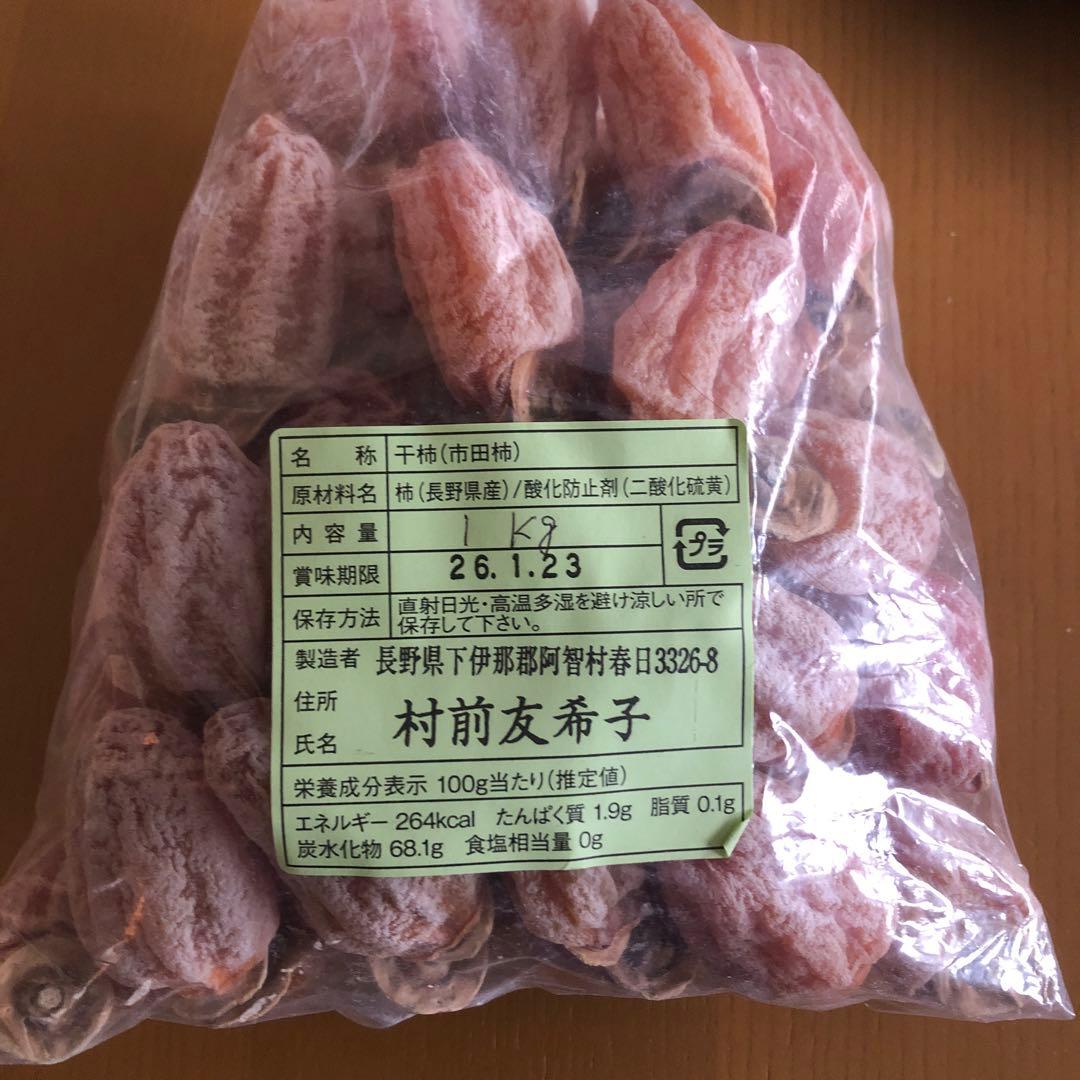 名称 干柿(市田柿)
原材料名 柿(長野県産)/酸化防止剤(二酸化硫黄)
内容量 1 Kg
プラ
賞味期限 26.1.23
保存方法 直射日光・高温多湿を避け涼しい所で
保存して下さい。
製造者 長野県下伊那郡阿智村春日3326-8
住所
氏名 村前友希子
栄養成分表示 100g当たり(推定値)
エネルギー 264kcal たんぱく質 1.9g 脂質 0.1g
炭水化物 68.1g 食塩相当量 0g